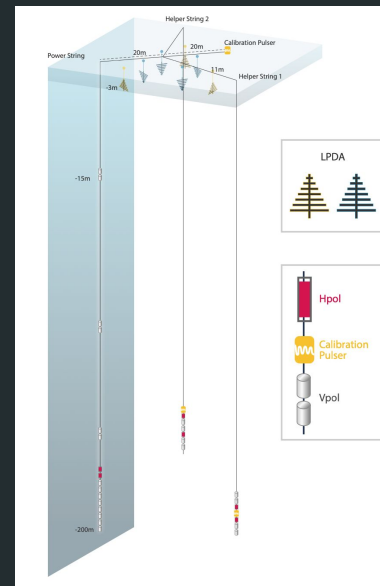 Helper String 2
Calibration Pulser
20m
20m
Power String
11m
Helper String 1
-3m
LPDA
-15m
Hpol
Calibration
Pulser
Vpol
-200m